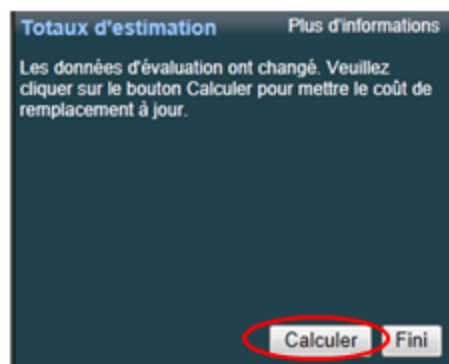 Totaux d'estimation Plus d'informations
Les données d'évaluation ont changé. Veuillez
cliquer sur le bouton Calculer pour mettre le coût de
remplacement à jour.
Calculer Fini